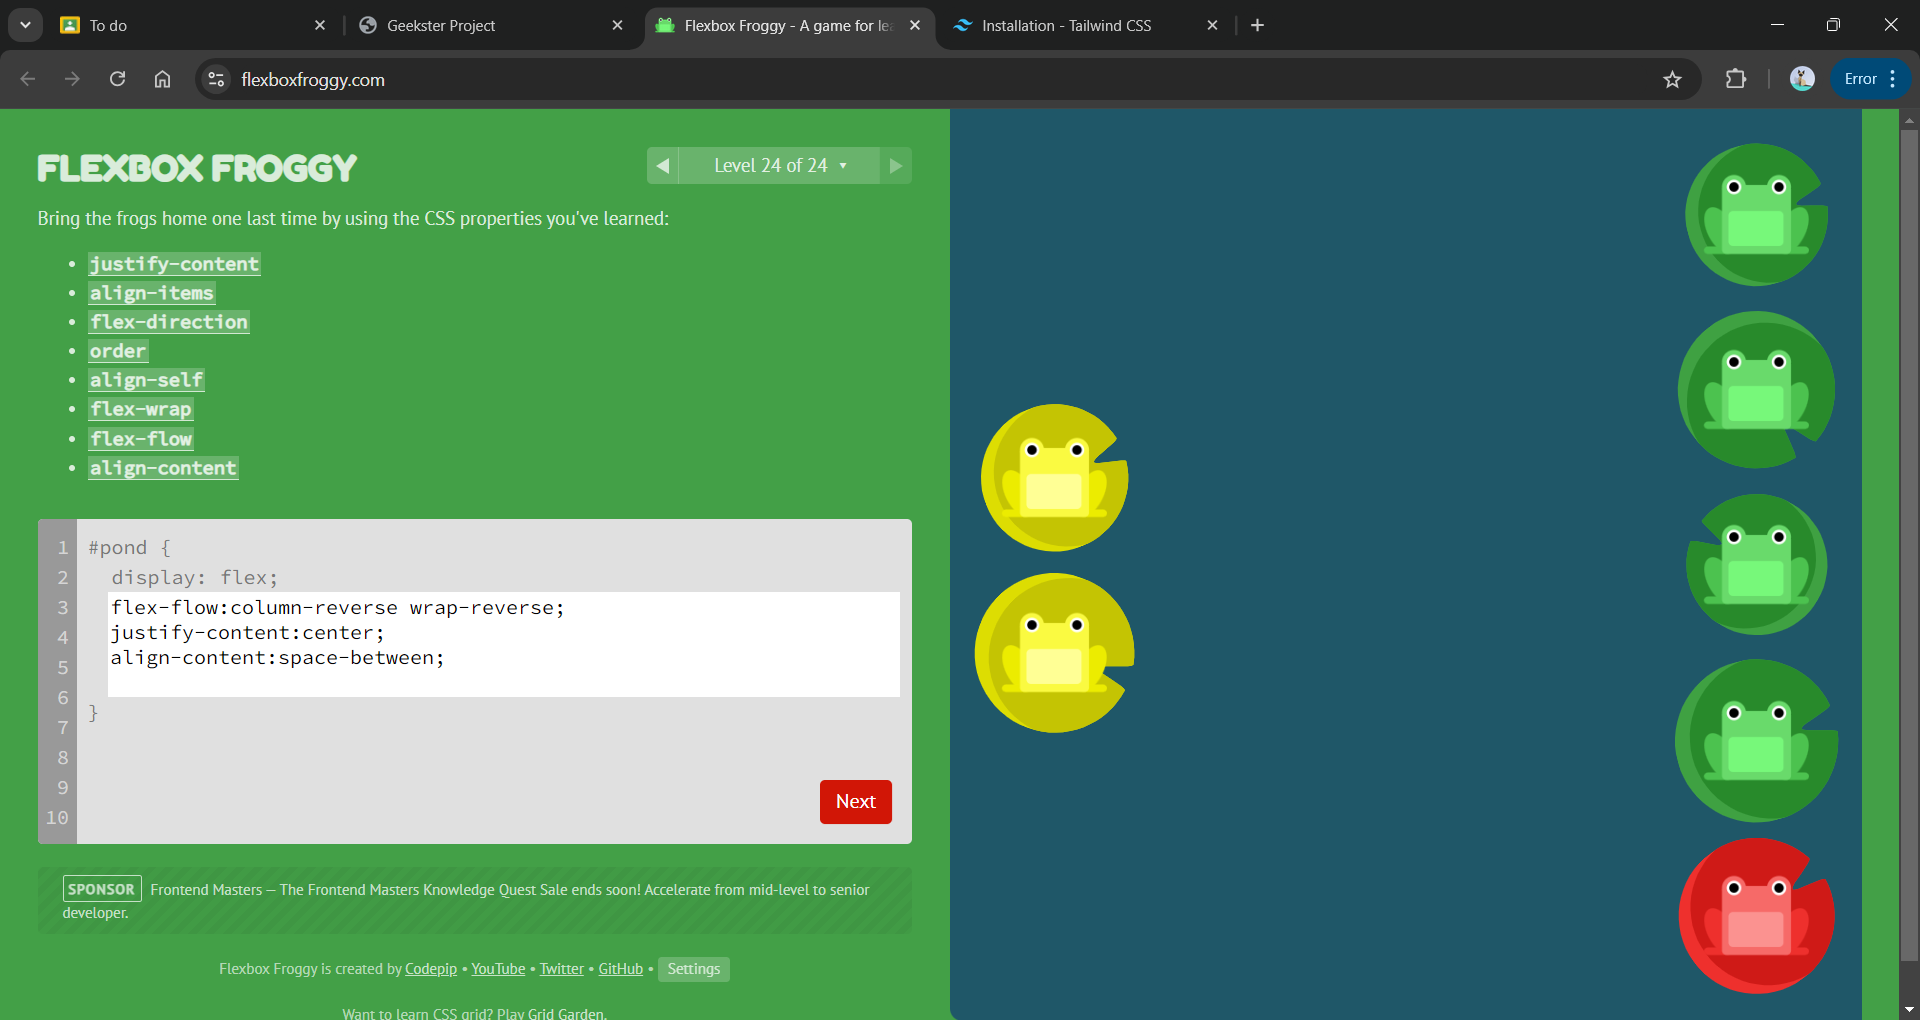 To do
Geekster Project
Flexbox Froggy - A game for le
Installation - Tailwind CSS
flexboxfroggy.com
Error
FLEXBOX FROGGY
Level 24 of 24
Bring the frogs home one last time by using the CSS properties you've learned:
• justify-content
• align-items
• flex-direction
• order
• align-self
• flex-wrap
• flex-flow
• align-content
1 #pond {
2 display: flex;
3 flex-flow:column-reverse wrap-reverse;
4 justify-content:center;
5 align-content:space-between;
6
7 }
8
9
10
Next
SPONSOR Frontend Masters – The Frontend Masters Knowledge Quest Sale ends soon! Accelerate from mid-level to senior
developer.
Flexbox Froggy is created by Codepip • YouTube • Twitter • GitHub • Settings
Want to learn CSS grid? Play Grid Garden.